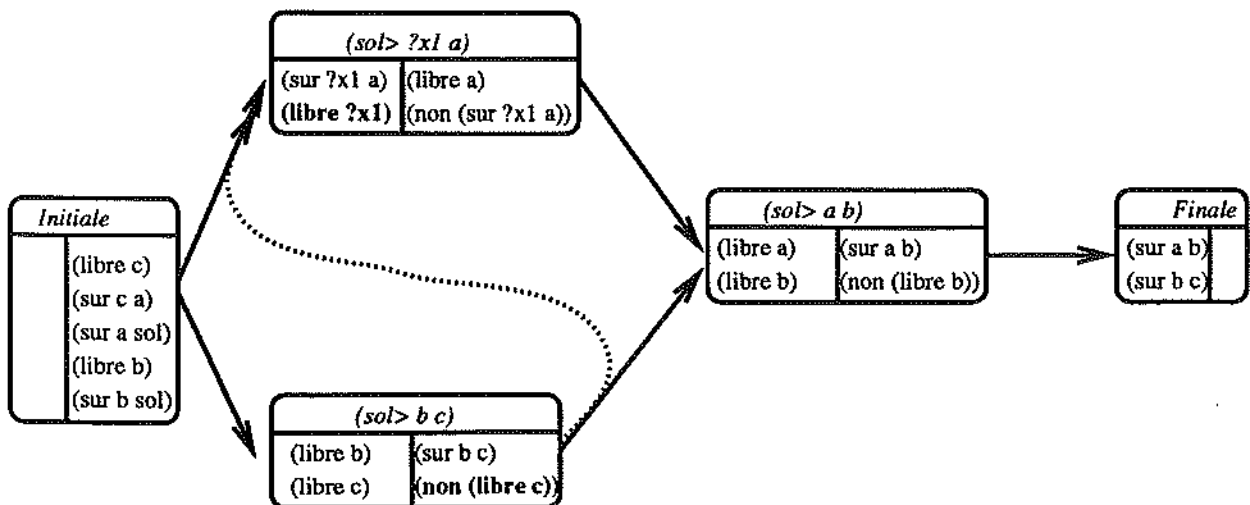 (sol> ?x1 a)
(sur ?x1 a) (libre a)
(libre ?x1) (non (sur ?x1 a))
Initiale
(libre c)
(sur c a)
(sur a sol)
(libre b)
(sur b sol)
(sol> a b)
(libre a) (sur a b)
(libre b) (non (libre b))
Finale
(sur a b)
(sur b c)
(sol> b c)
(libre b) (sur b c)
(libre c) (non (libre c))